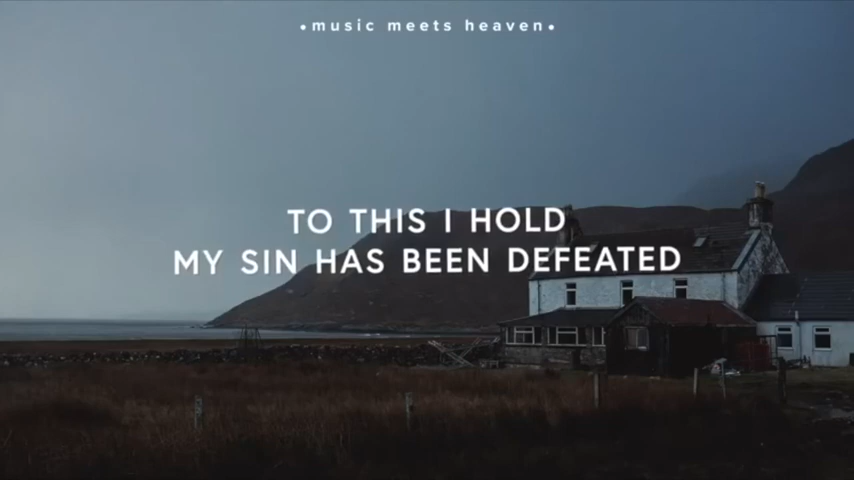 •music meets heaven•
TO THIS I HOLD
MY SIN HAS BEEN DEFEATED